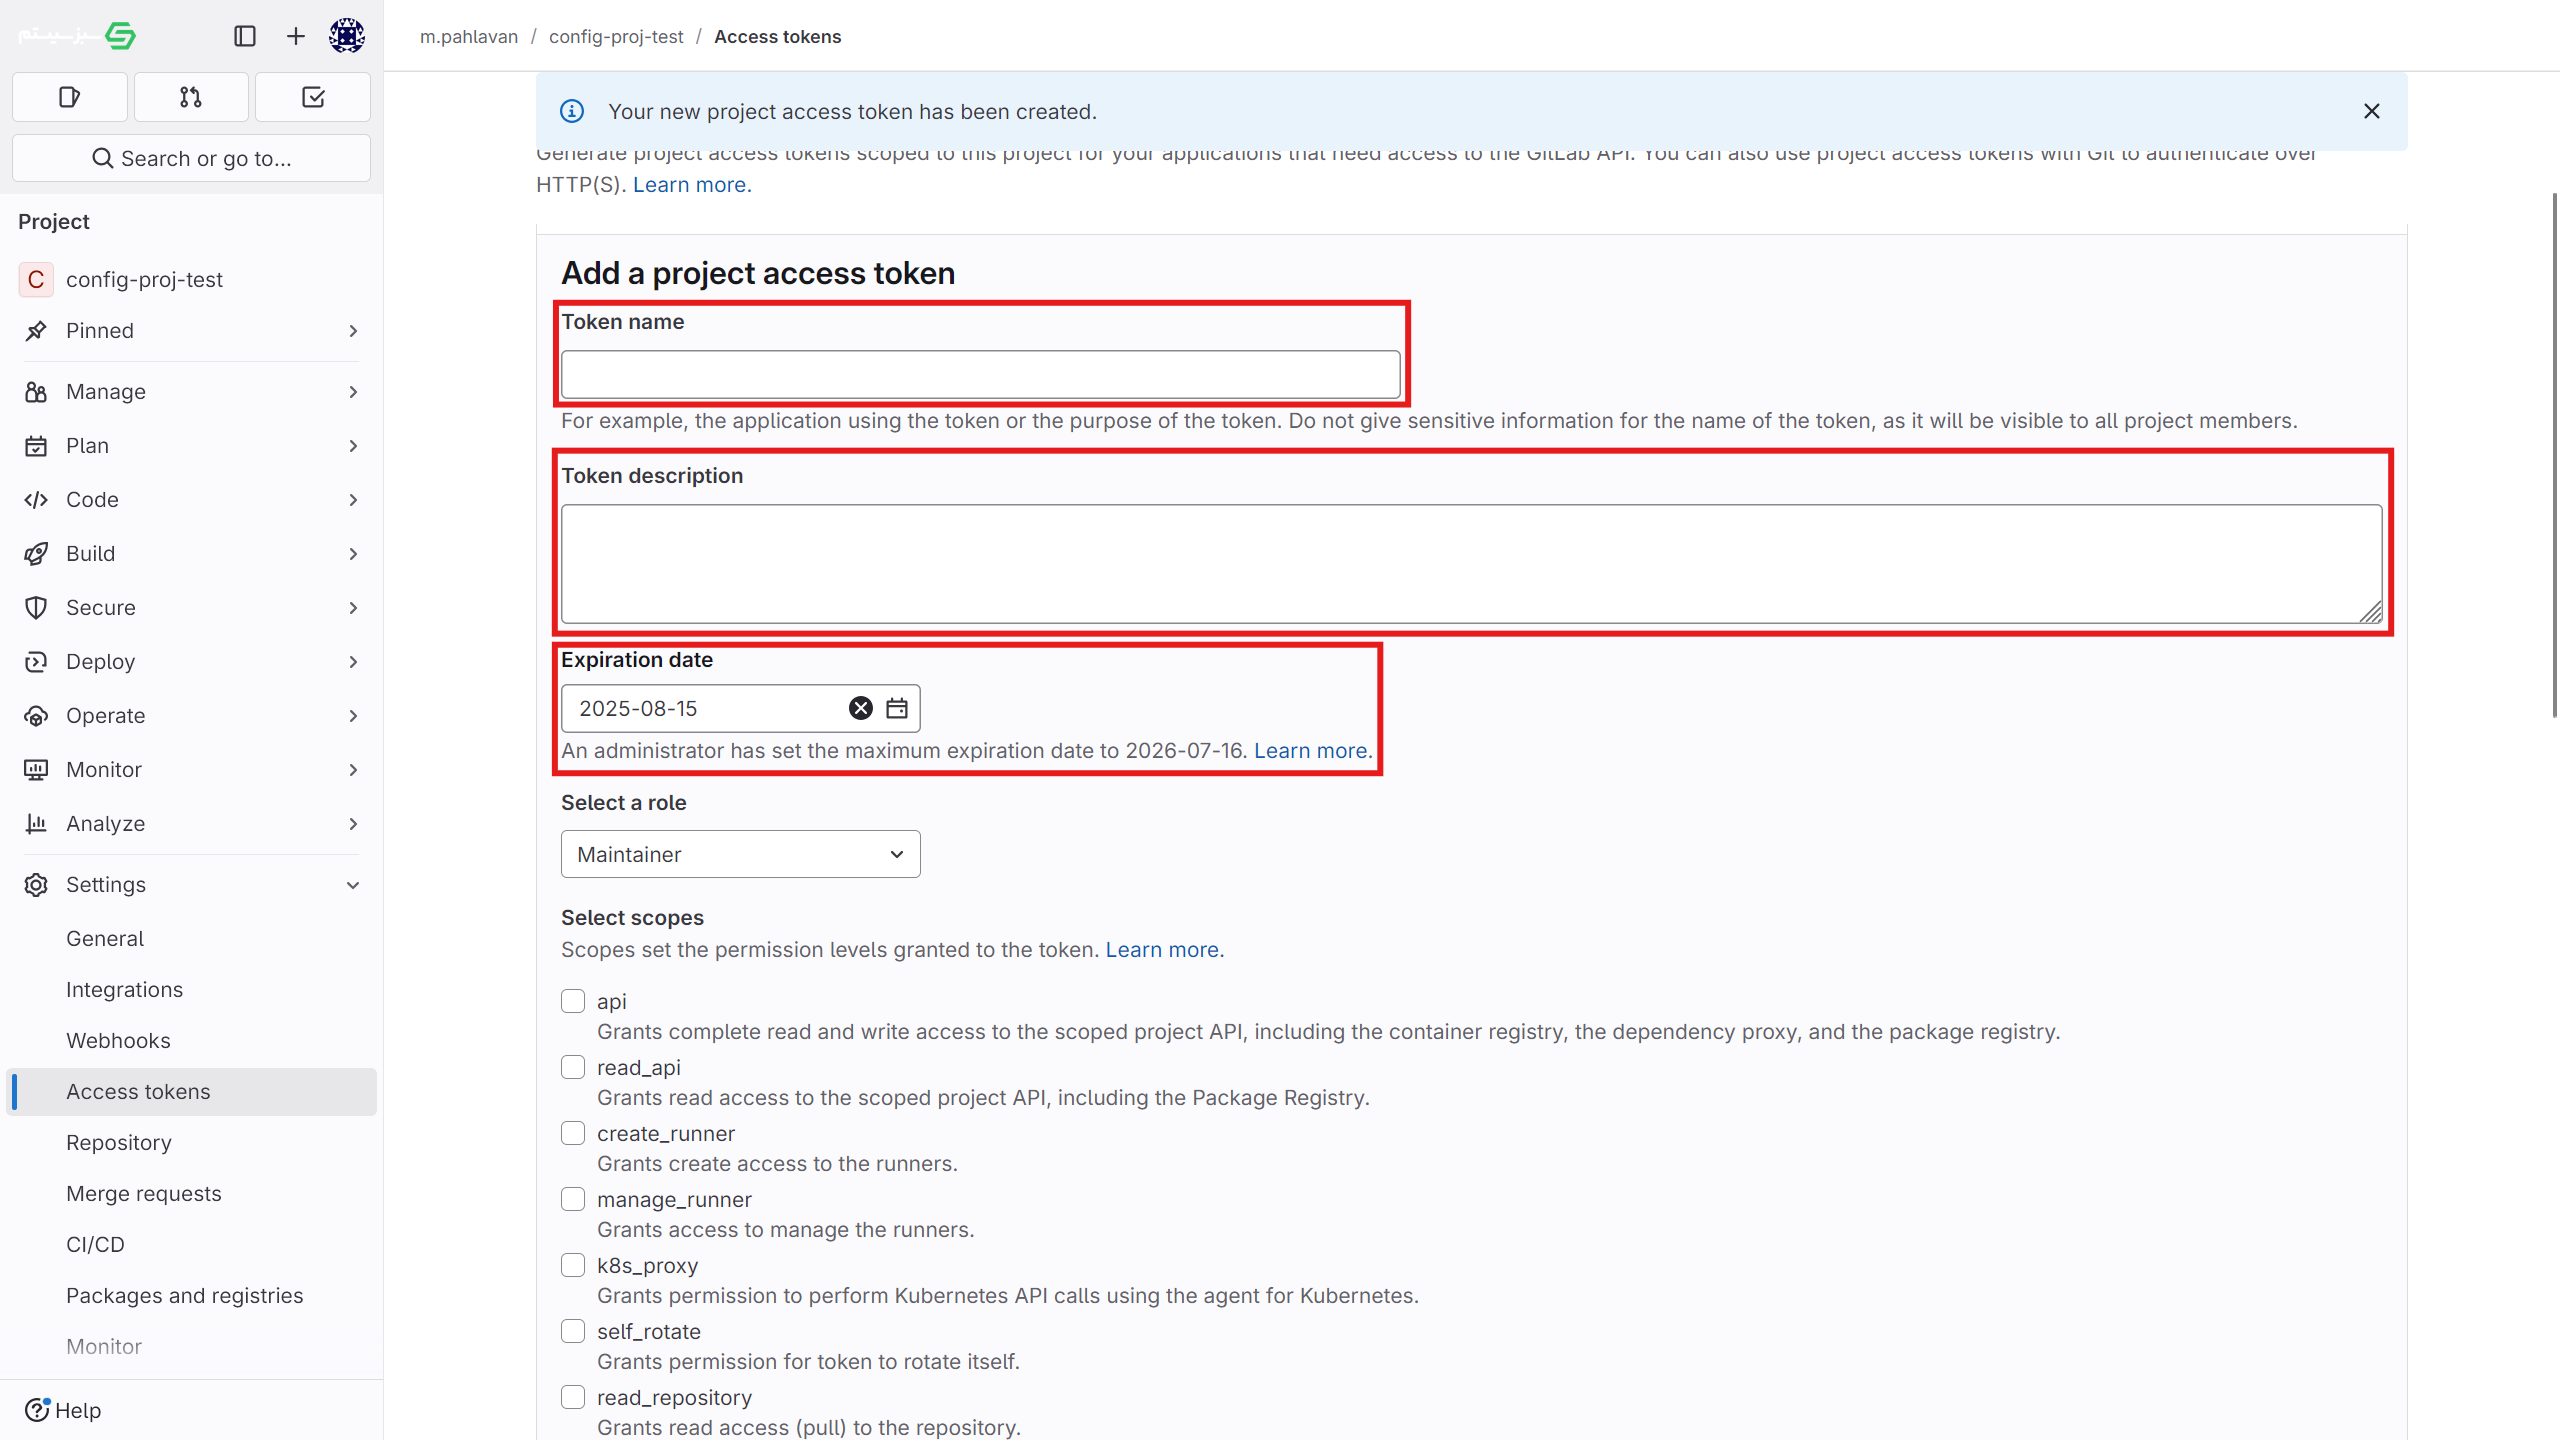 سبزسیستم
Search or go to...
Project
C config-proj-test
Pinned
Manage
Plan
Code
Build
Secure
Deploy
Operate
Monitor
Analyze
Settings
General
Integrations
Webhooks
Access tokens
Repository
Merge requests
CI/CD
Packages and registries
Monitor
Help
m.pahlavan / config-proj-test / Access tokens
Your new project access token has been created.
Generate project access tokens scoped to this project for your applications that need access to the GitLab API. You can also use project access tokens with Git to authenticate over
HTTP(S). Learn more.
Add a project access token
Token name
For example, the application using the token or the purpose of the token. Do not give sensitive information for the name of the token, as it will be visible to all project members.
Token description
Expiration date
2025-08-15
An administrator has set the maximum expiration date to 2026-07-16. Learn more.
Select a role
Maintainer
Select scopes
Scopes set the permission levels granted to the token. Learn more.
api
Grants complete read and write access to the scoped project API, including the container registry, the dependency proxy, and the package registry.
read_api
Grants read access to the scoped project API, including the Package Registry.
create_runner
Grants create access to the runners.
manage_runner
Grants access to manage the runners.
k8s_proxy
Grants permission to perform Kubernetes API calls using the agent for Kubernetes.
self_rotate
Grants permission for token to rotate itself.
read_repository
Grants read access (pull) to the repository.